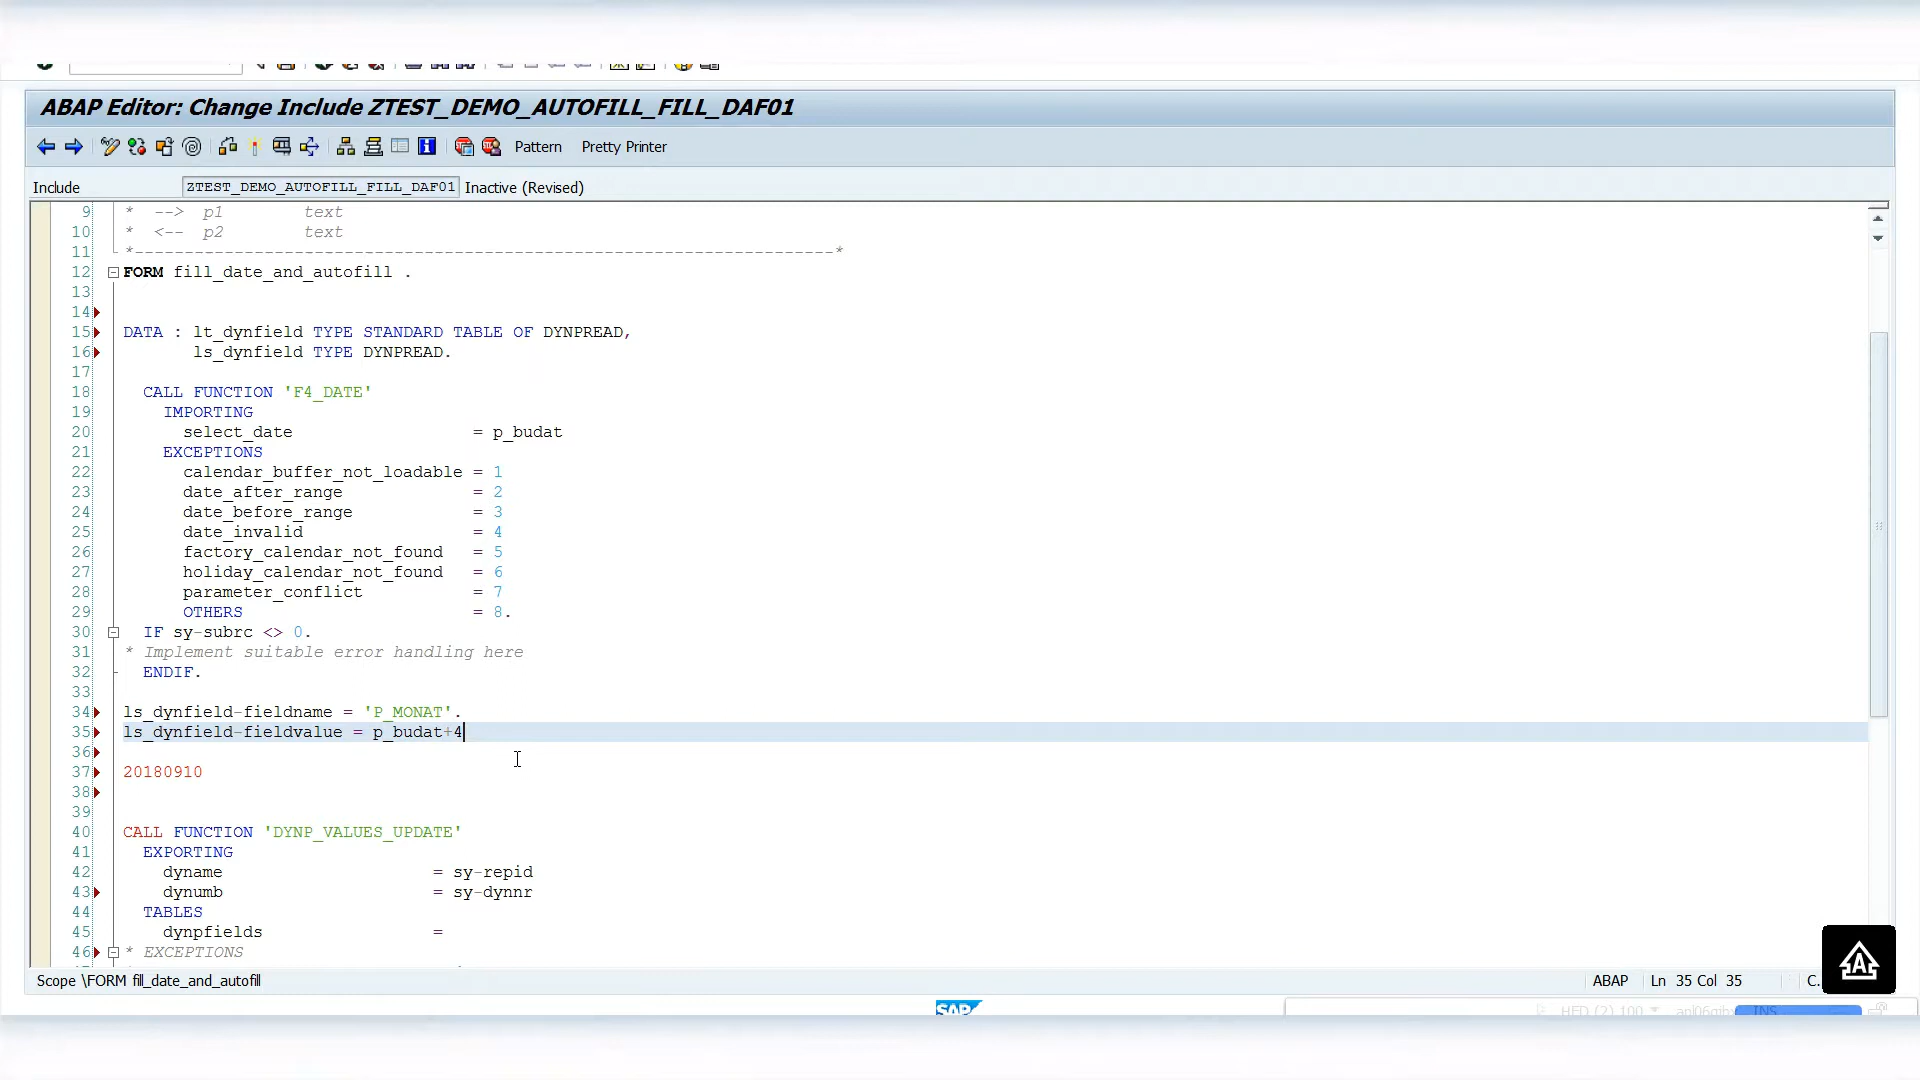 ABAP Editor: Change Include ZTEST_DEMO_AUTOFILL_FILL_DAF01
Pattern Pretty Printer
Include ZTEST_DEMO_AUTOFILL_FILL_DAF01 Inactive (Revised)
9 * --> p1 text
10 * <-- p2 text
11 *----------------------------------------------------------------------*
12 FORM fill_date_and_autofill .
13
14
15 DATA : lt_dynfield TYPE STANDARD TABLE OF DYNPREAD,
16 ls_dynfield TYPE DYNPREAD.
17
18 CALL FUNCTION 'F4_DATE'
19 IMPORTING
20 select_date = p_budat
21 EXCEPTIONS
22 calendar_buffer_not_loadable = 1
23 date_after_range = 2
24 date_before_range = 3
25 date_invalid = 4
26 factory_calendar_not_found = 5
27 holiday_calendar_not_found = 6
28 parameter_conflict = 7
29 OTHERS = 8.
30 IF sy-subrc <> 0.
31 * Implement suitable error handling here
32 ENDIF.
33
34 ls_dynfield-fieldname = 'P_MONAT'.
35 ls_dynfield-fieldvalue = p_budat+4
36
37 20180910
38
39
40 CALL FUNCTION 'DYNP_VALUES_UPDATE'
41 EXPORTING
42 dyname = sy-repid
43 dynumb = sy-dynnr
44 TABLES
45 dynpfields =
46 * EXCEPTIONS
Scope \FORM fill_date_and_autofill ABAP Ln 35 Col 35 C.
SAP
INS